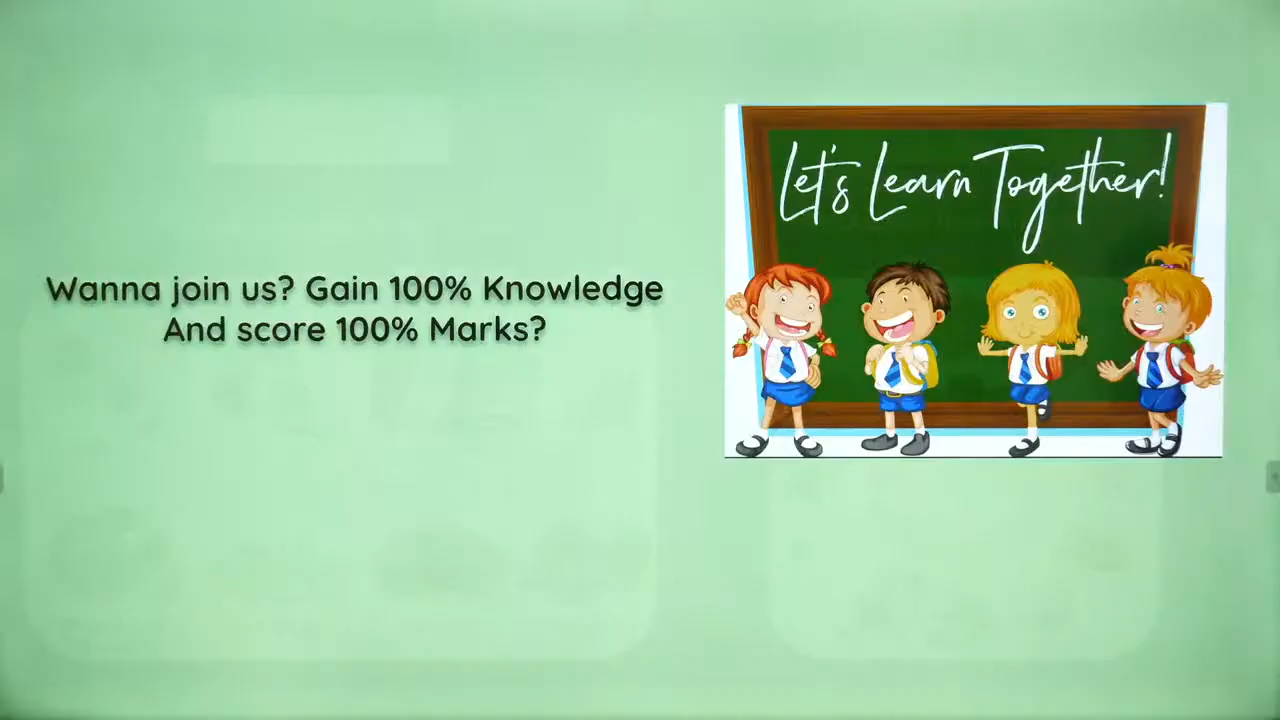 Wanna join us? Gain 100% Knowledge
And score 100% Marks?
Let's Learn Together!